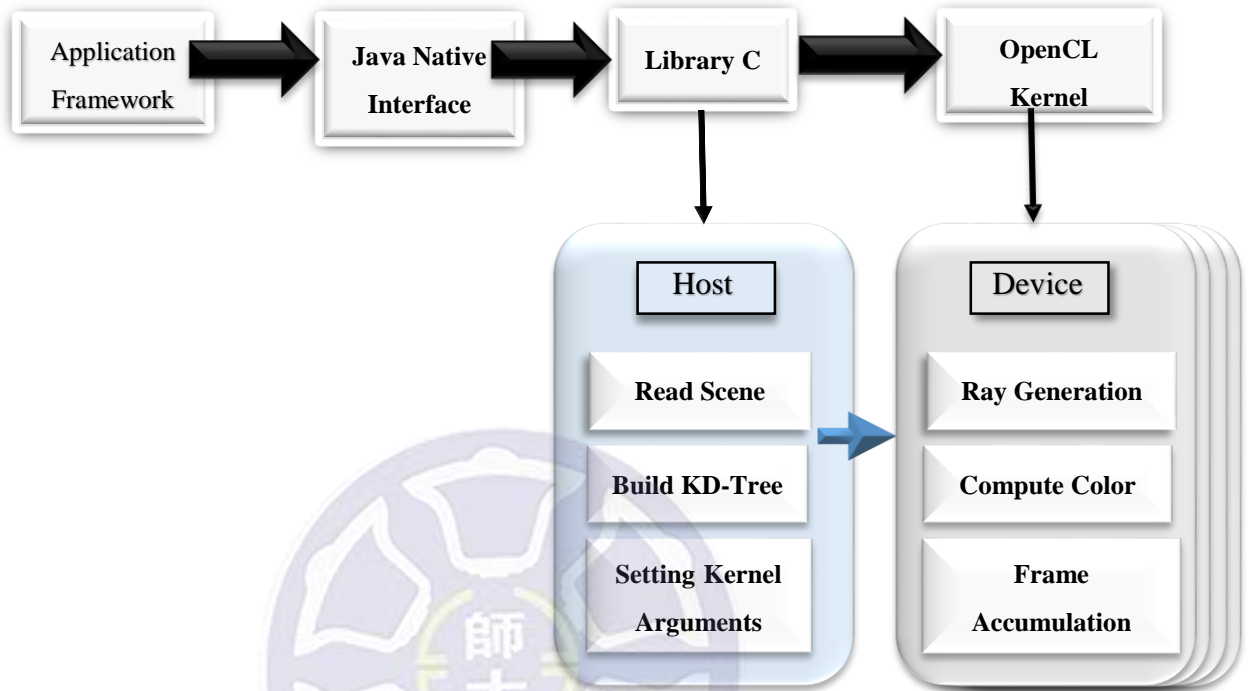 Application
Framework
Java Native
Interface
Library C
OpenCL
Kernel
Host
Read Scene
Build KD-Tree
Setting Kernel
Arguments
Device
Ray Generation
Compute Color
Frame
Accumulation
師